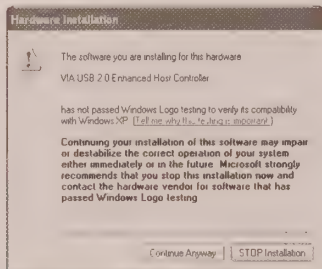 Hardware Installation
The software you are installing for this hardware
VIA USB 2.0 Enhanced Host Controller
has not passed Windows Logo testing to verify its compatibility
with Windows XP. (Tell me why this testing is important.)
Continuing your installation of this software may impair
or destabilize the correct operation of your system
either immediately or in the future. Microsoft strongly
recommends that you stop this installation now and
contact the hardware vendor for software that has
passed Windows Logo testing
Continue Anyway
STOP Installation